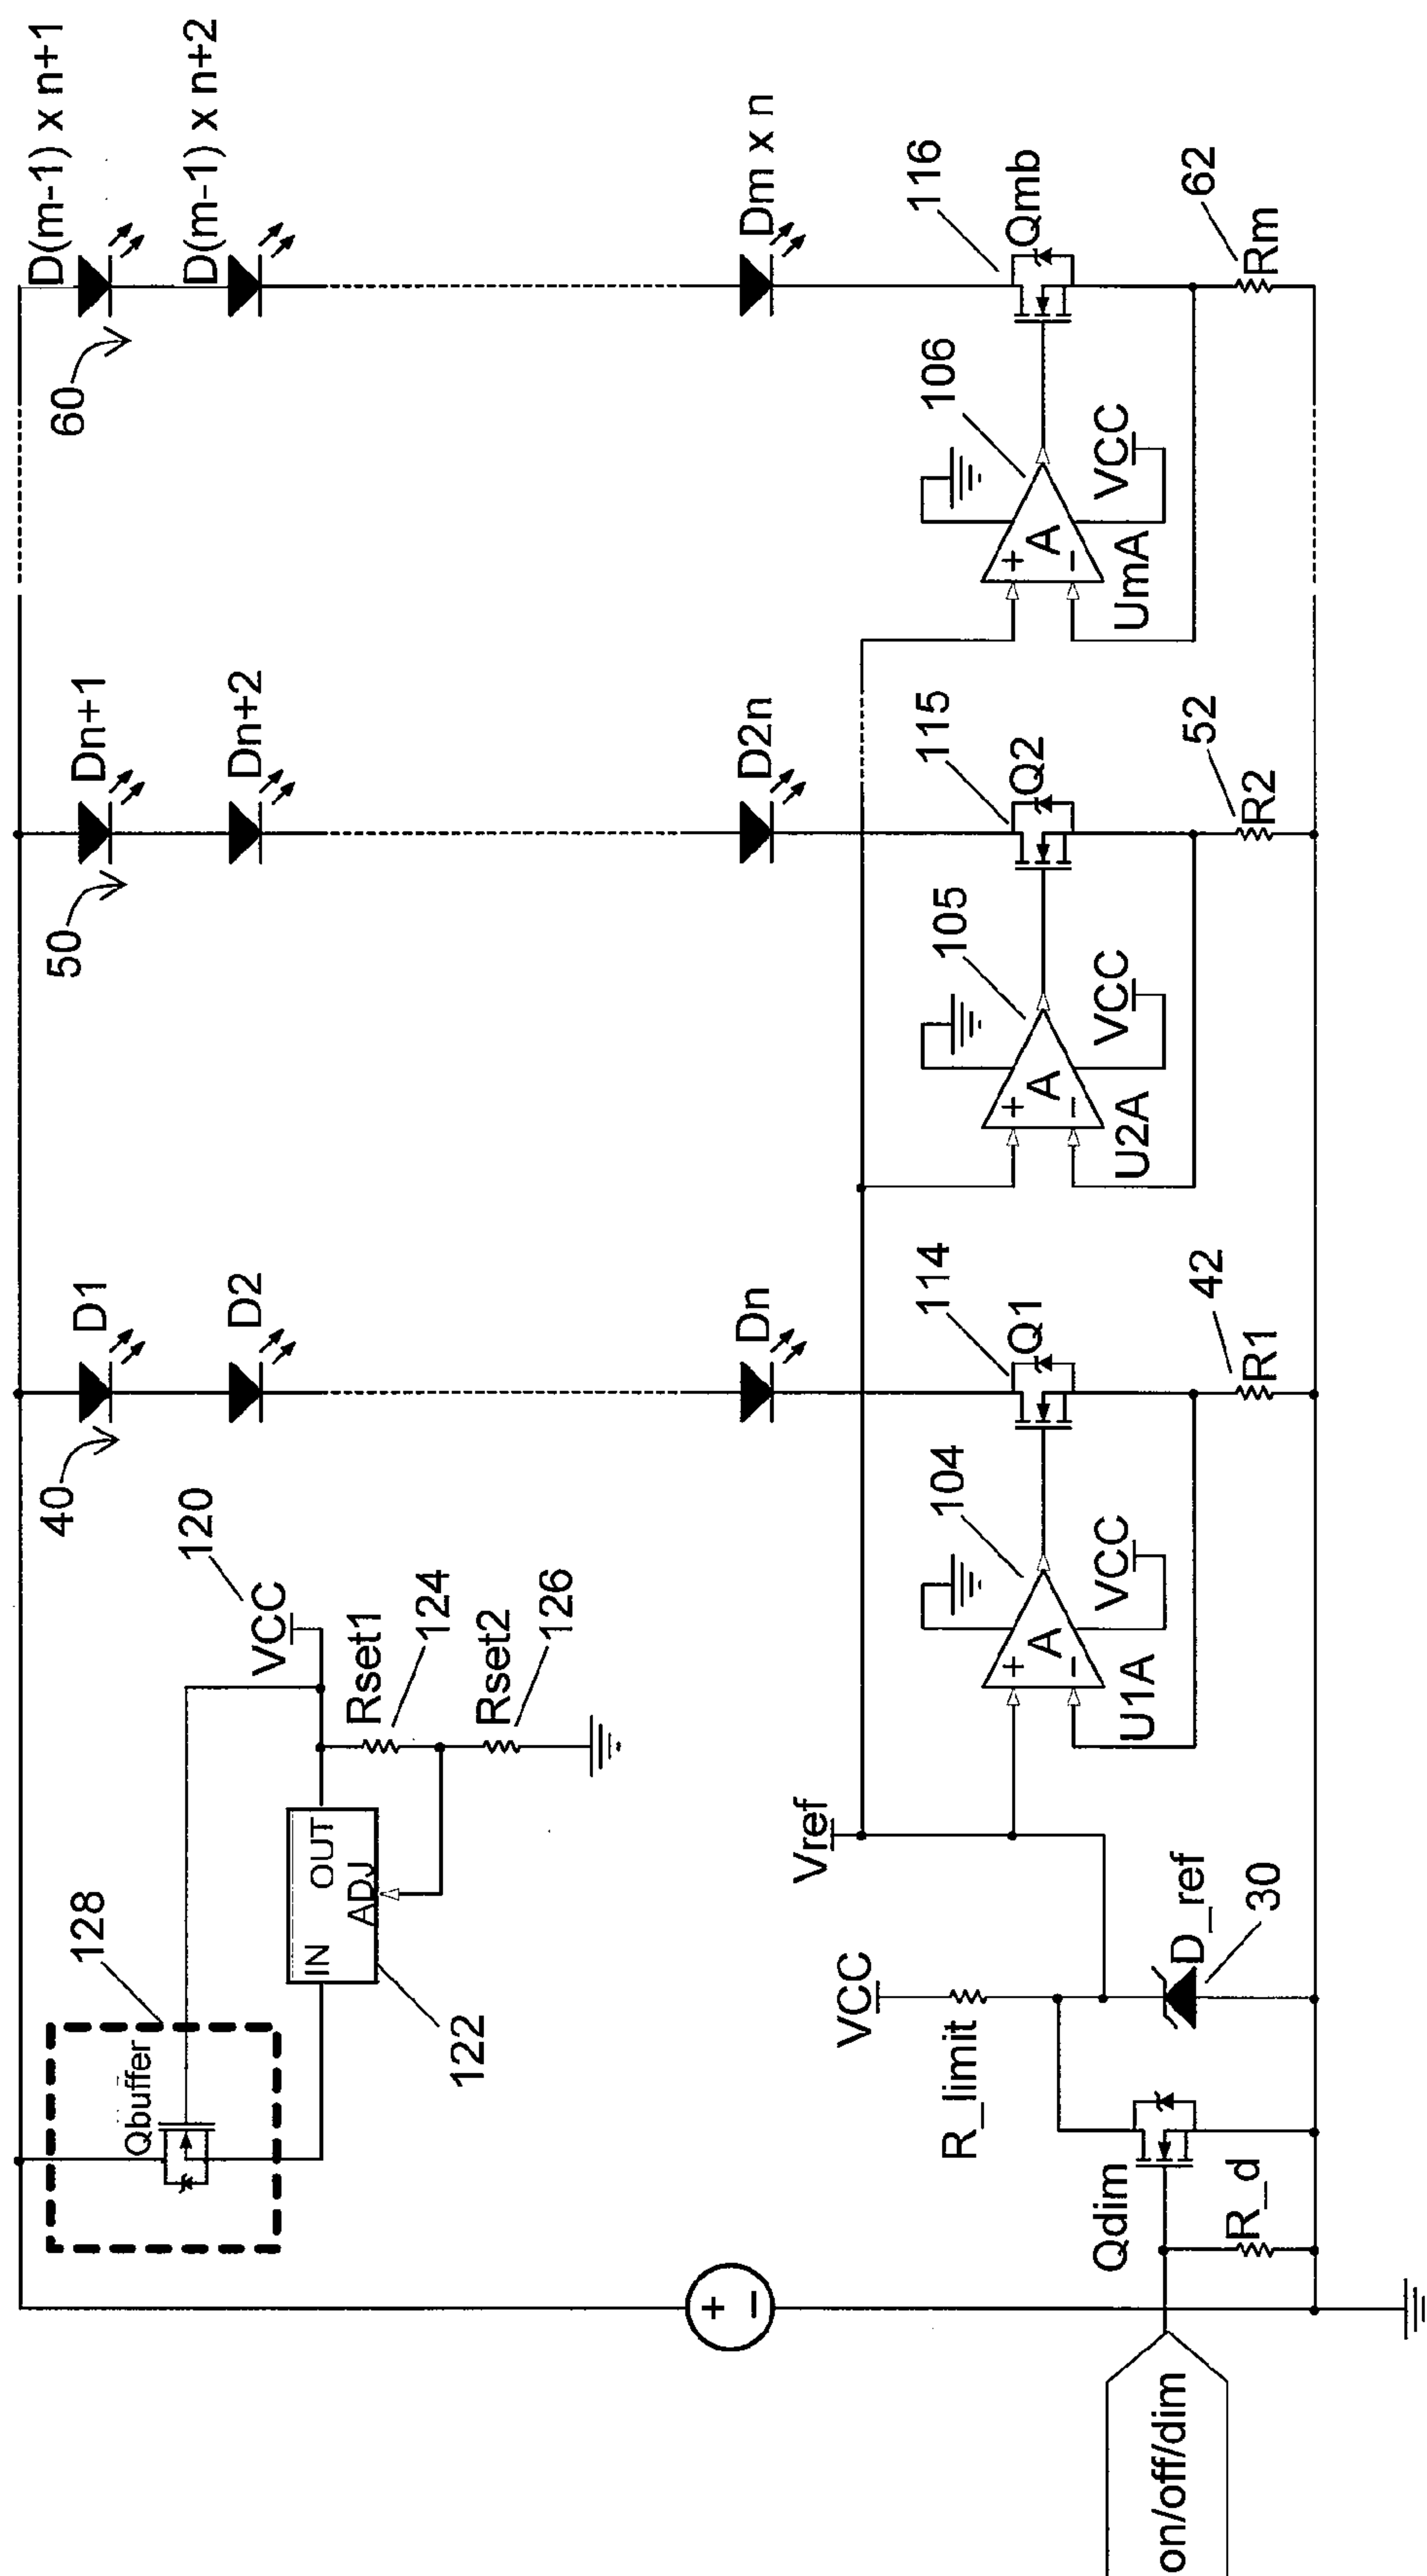 on/off/dim
+
−
Qdim
R_d
R_limit
VCC
D_ref
30
Vref
Qbuffer
128
IN
OUT
ADJ
122
VCC
120
Rset1
124
Rset2
126
40
D1
D2
Dn
+
−
A
U1A
104
VCC
Q1
114
R1
42
50
Dn+1
Dn+2
D2n
+
−
A
U2A
105
VCC
Q2
115
R2
52
60
D(m-1) x n+1
D(m-1) x n+2
Dm x n
+
−
A
UmA
106
VCC
Qmb
116
Rm
62